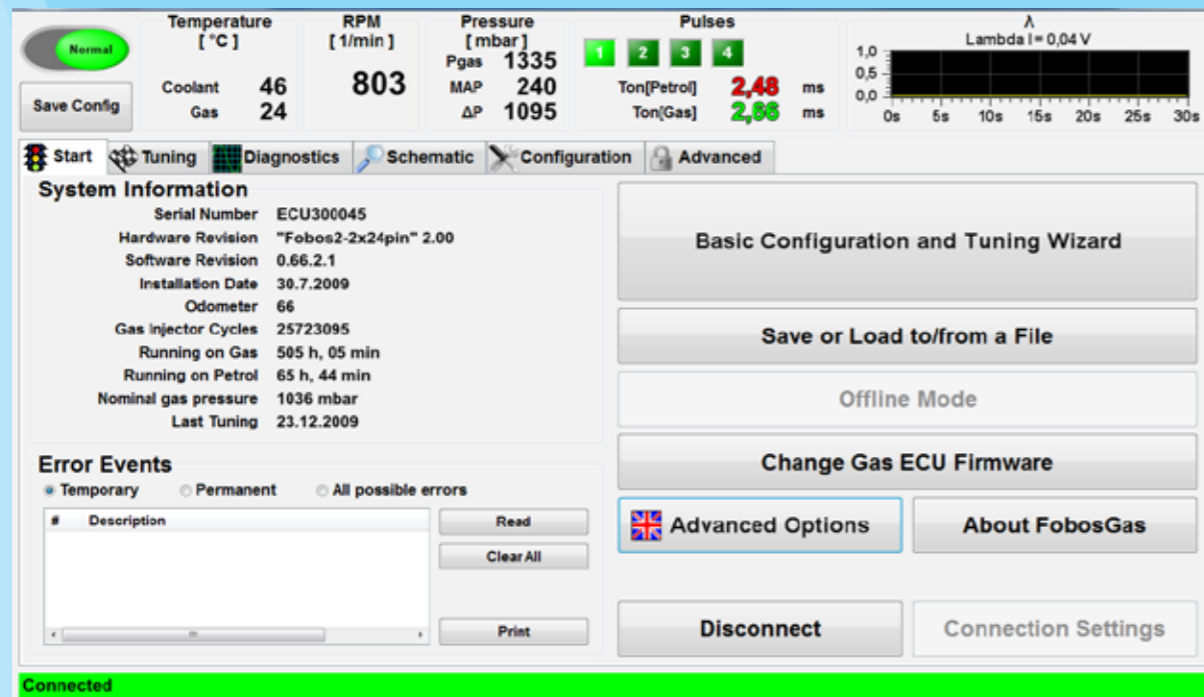 Normal
Save Config
Temperature
[ °C ]
Coolant 46
Gas 24
RPM
[ 1/min ]
803
Pressure
[ mbar ]
Pgas 1335
MAP 240
ΔP 1095
Pulses
1 2 3 4
Ton[Petrol] 2,48 ms
Ton[Gas] 2,66 ms
λ
Lambda I= 0,04 V
1,0
0,5
0,0
0s 5s 10s 15s 20s 25s 30s
Start Tuning Diagnostics Schematic Configuration Advanced
System Information
Serial Number ECU300045
Hardware Revision "Fobos2-2x24pin" 2.00
Software Revision 0.66.2.1
Installation Date 30.7.2009
Odometer 66
Gas Injector Cycles 25723095
Running on Gas 505 h, 05 min
Running on Petrol 65 h, 44 min
Nominal gas pressure 1036 mbar
Last Tuning 23.12.2009
Error Events
Temporary Permanent All possible errors
# Description
Read
Clear All
Print
Basic Configuration and Tuning Wizard
Save or Load to/from a File
Offline Mode
Change Gas ECU Firmware
Advanced Options About FobosGas
Disconnect Connection Settings
Connected